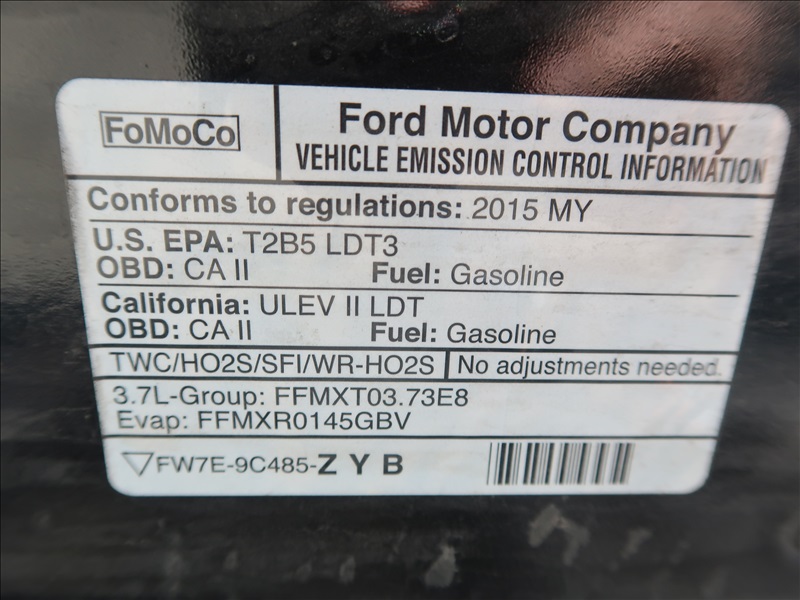 FoMoCo
Ford Motor Company
VEHICLE EMISSION CONTROL INFORMATION
Conforms to regulations: 2015 MY
U.S. EPA: T2B5 LDT3
OBD: CA II Fuel: Gasoline
California: ULEV II LDT
OBD: CA II Fuel: Gasoline
TWC/HO2S/SFI/WR-HO2S No adjustments needed.
3.7L-Group: FFMXT03.73E8
Evap: FFMXR0145GBV
FW7E-9C485-Z Y B